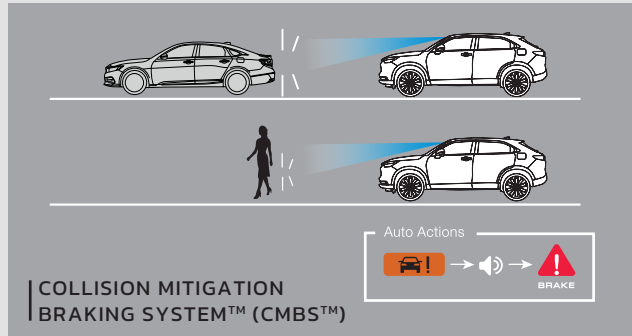 Auto Actions
BRAKE
COLLISION MITIGATION
BRAKING SYSTEM™ (CMBS™)